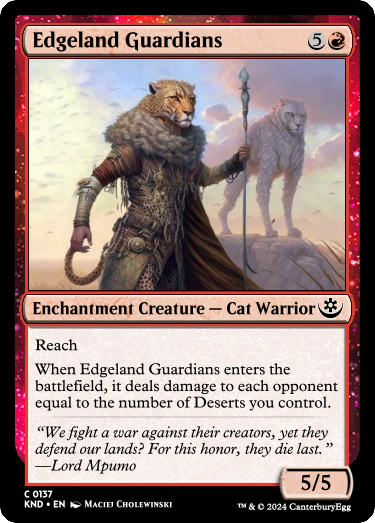 Edgeland Guardians 5
Enchantment Creature — Cat Warrior
Reach
When Edgeland Guardians enters the
battlefield, it deals damage to each opponent
equal to the number of Deserts you control.
“We fight a war against their creators, yet they
defend our lands? For this honor, they die last.”
—Lord Mpumo
5/5
C 0137
KND • EN Maciej Cholewinski
™ & © 2024 CanterburyEgg